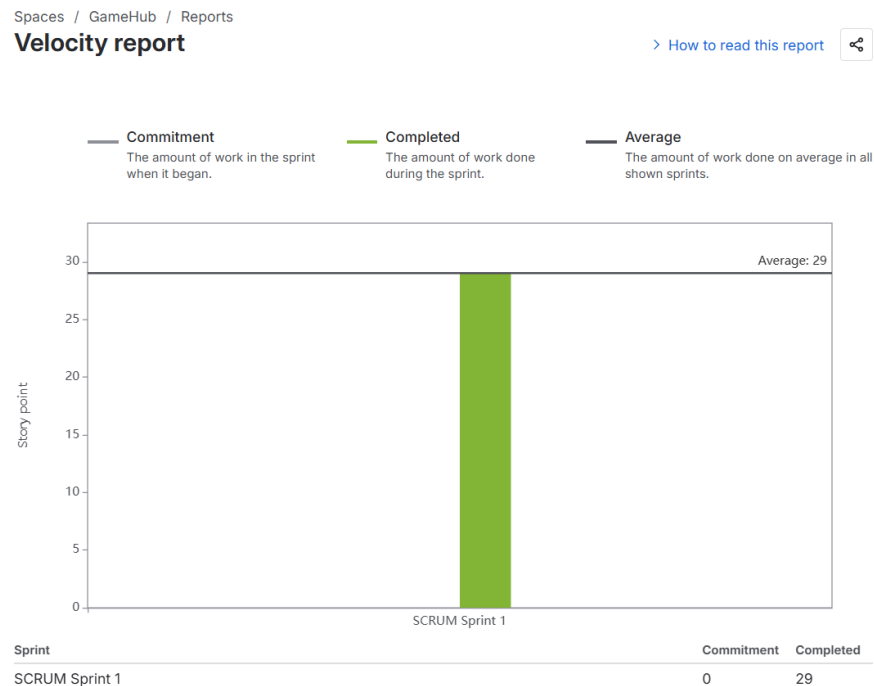 Spaces / GameHub / Reports
Velocity report
How to read this report
Commitment
The amount of work in the sprint
when it began.
Completed
The amount of work done
during the sprint.
Average
The amount of work done on average in all
shown sprints.
30
Average: 29
25
20
15
10
5
0
Story point
SCRUM Sprint 1
Sprint Commitment Completed
SCRUM Sprint 1 0 29